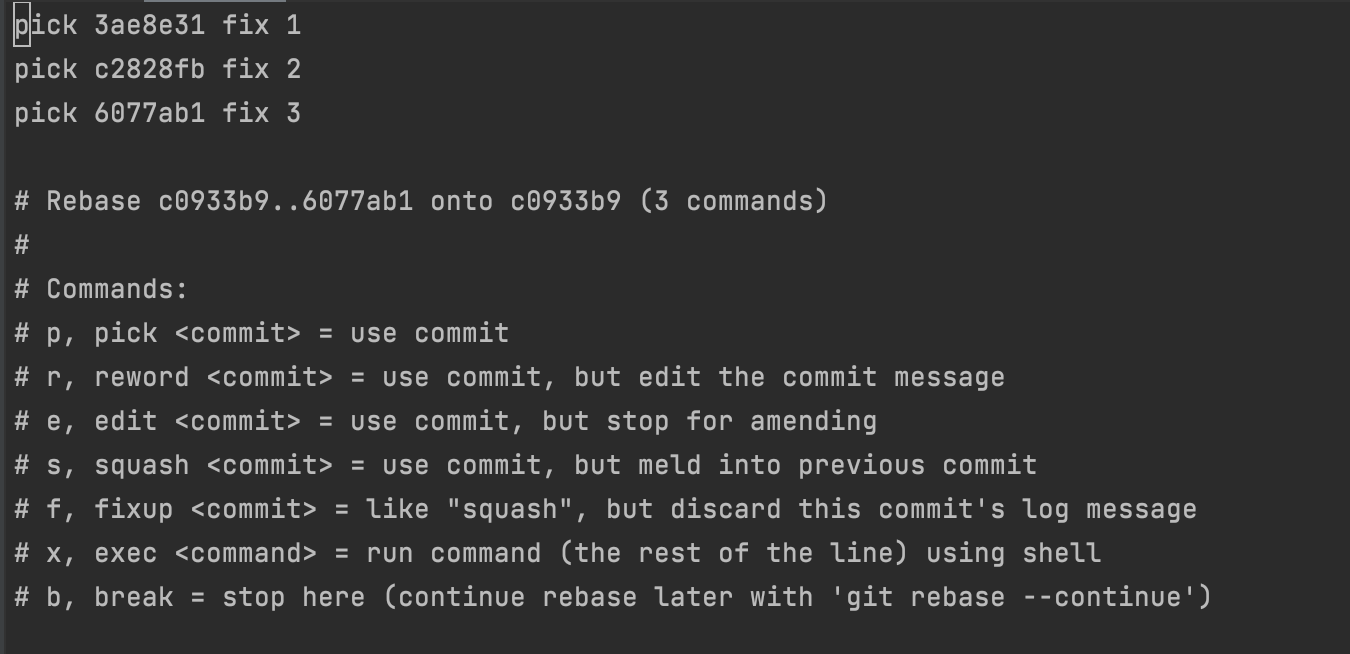 pick 3ae8e31 fix 1
pick c2828fb fix 2
pick 6077ab1 fix 3
# Rebase c0933b9..6077ab1 onto c0933b9 (3 commands)
#
# Commands:
# p, pick <commit> = use commit
# r, reword <commit> = use commit, but edit the commit message
# e, edit <commit> = use commit, but stop for amending
# s, squash <commit> = use commit, but meld into previous commit
# f, fixup <commit> = like "squash", but discard this commit's log message
# x, exec <command> = run command (the rest of the line) using shell
# b, break = stop here (continue rebase later with 'git rebase --continue')